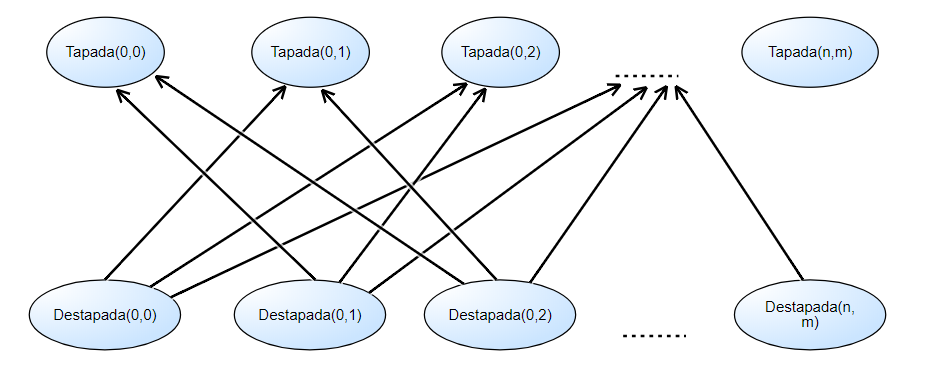 Tapada(0,0)
Tapada(0,1)
Tapada(0,2)
Tapada(n,m)
Destapada(0,0)
Destapada(0,1)
Destapada(0,2)
Destapada(n,
m)